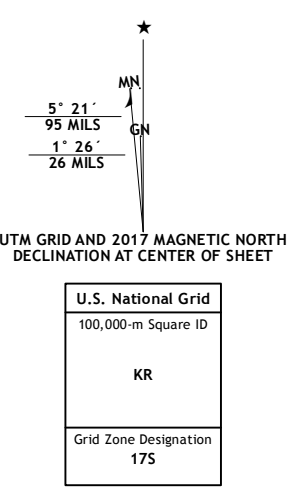 ★
MN
5° 21´
95 MILS
GN
1° 26´
26 MILS
UTM GRID AND 2017 MAGNETIC NORTH
DECLINATION AT CENTER OF SHEET
U.S. National Grid
100,000-m Square ID
KR
Grid Zone Designation
17S